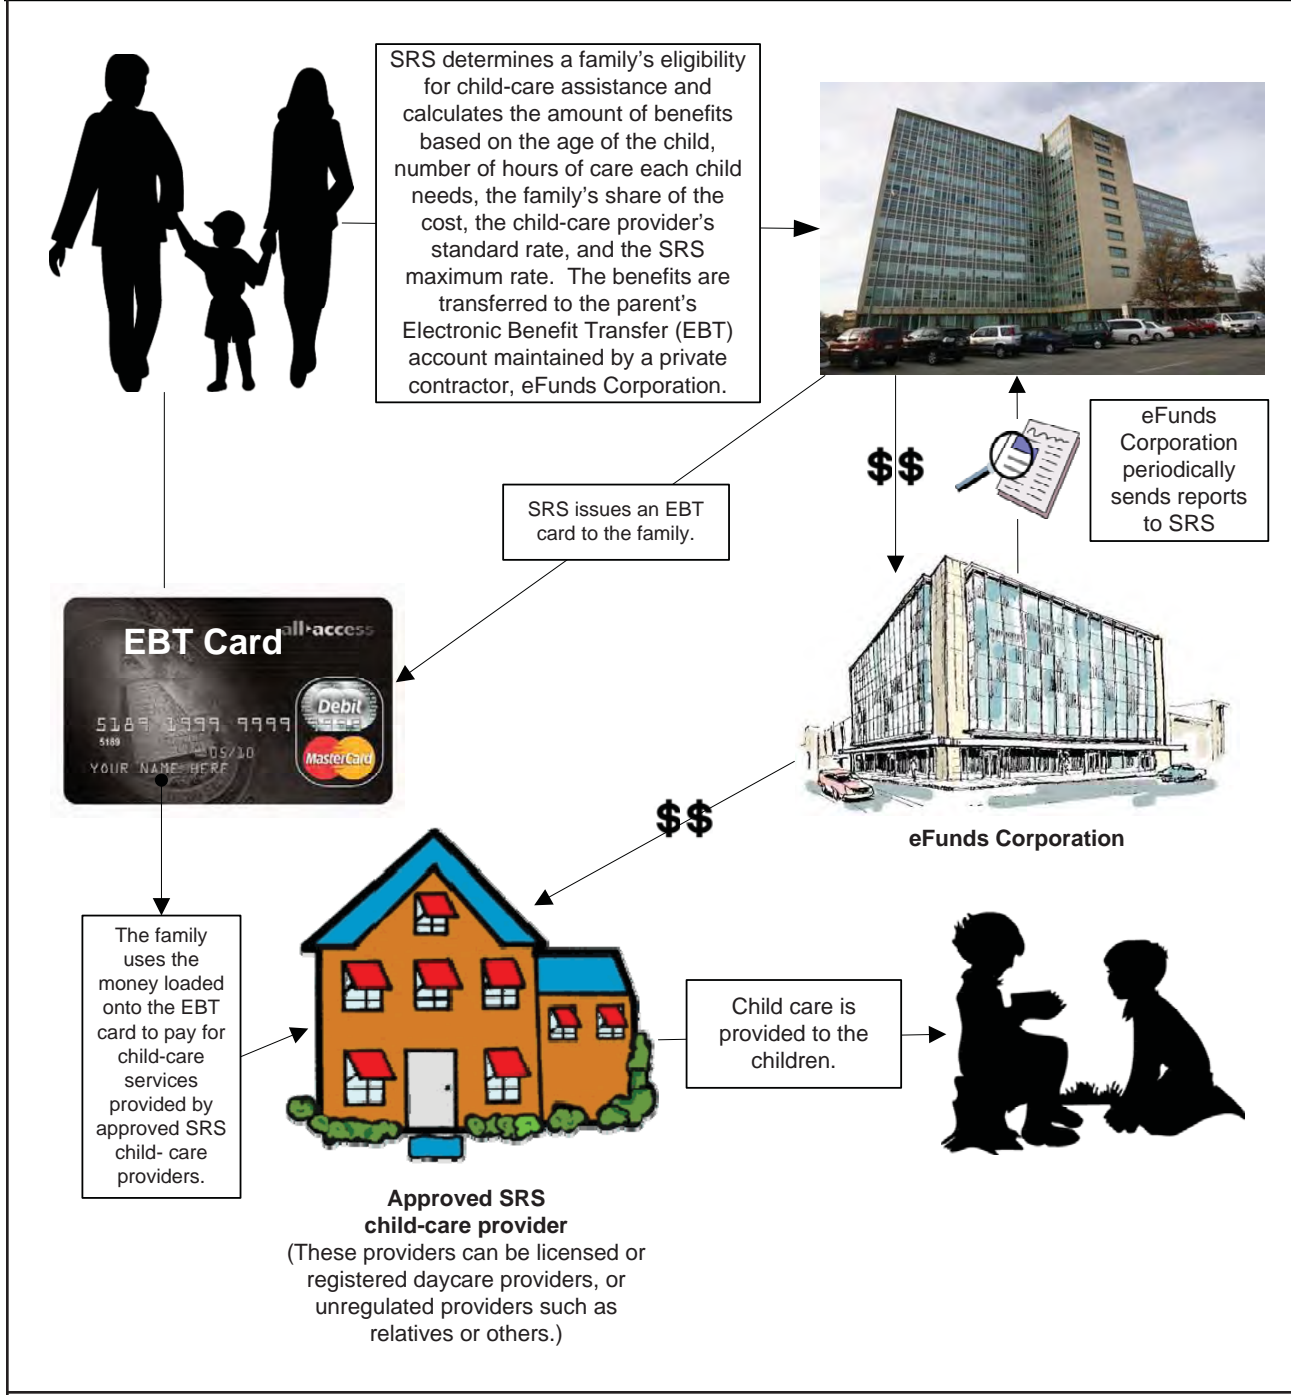 SRS determines a family's eligibility
for child-care assistance and
calculates the amount of benefits
based on the age of the child,
number of hours of care each child
needs, the family's share of the
cost, the child-care provider's
standard rate, and the SRS
maximum rate.  The benefits are
transferred to the parent's
Electronic Benefit Transfer (EBT)
account maintained by a private
contractor, eFunds Corporation.
eFunds
Corporation
periodically
sends reports
to SRS
$$
SRS issues an EBT
card to the family.
EBT Card
all•access
Debit
5189 1999 9999 9999
5189
05/10
MasterCard
YOUR NAME HERE
$$
eFunds Corporation
The family
uses the
money loaded
onto the EBT
card to pay for
child-care
services
provided by
approved SRS
child- care
providers.
Child care is
provided to the
children.
Approved SRS
child-care provider
(These providers can be licensed or
registered daycare providers, or
unregulated providers such as
relatives or others.)